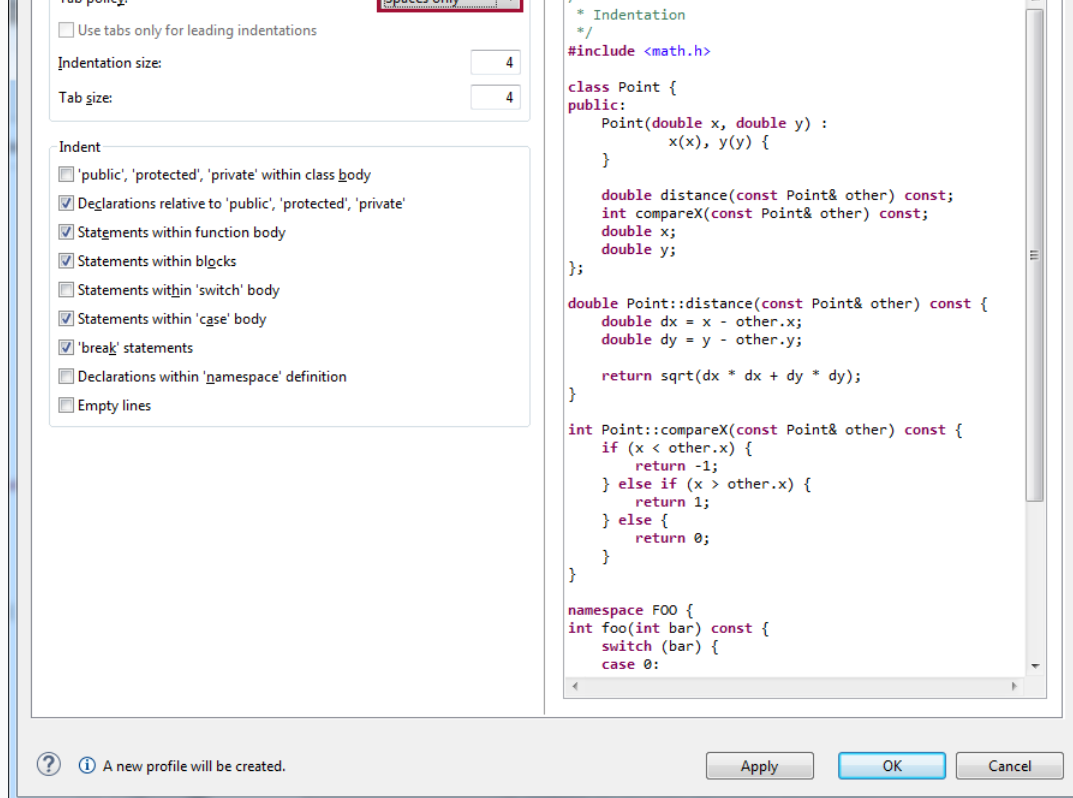 Tab policy:
Spaces only
Use tabs only for leading indentations
Indentation size:
4
Tab size:
4
Indent
'public', 'protected', 'private' within class body
Declarations relative to 'public', 'protected', 'private'
Statements within function body
Statements within blocks
Statements within 'switch' body
Statements within 'case' body
'break' statements
Declarations within 'namespace' definition
Empty lines
* Indentation
*/
#include <math.h>
class Point {
public:
Point(double x, double y) :
x(x), y(y) {
}
double distance(const Point& other) const;
int compareX(const Point& other) const;
double x;
double y;
};
double Point::distance(const Point& other) const {
double dx = x - other.x;
double dy = y - other.y;
return sqrt(dx * dx + dy * dy);
}
int Point::compareX(const Point& other) const {
if (x < other.x) {
return -1;
} else if (x > other.x) {
return 1;
} else {
return 0;
}
}
namespace FOO {
int foo(int bar) const {
switch (bar) {
case 0:
A new profile will be created.
Apply
OK
Cancel